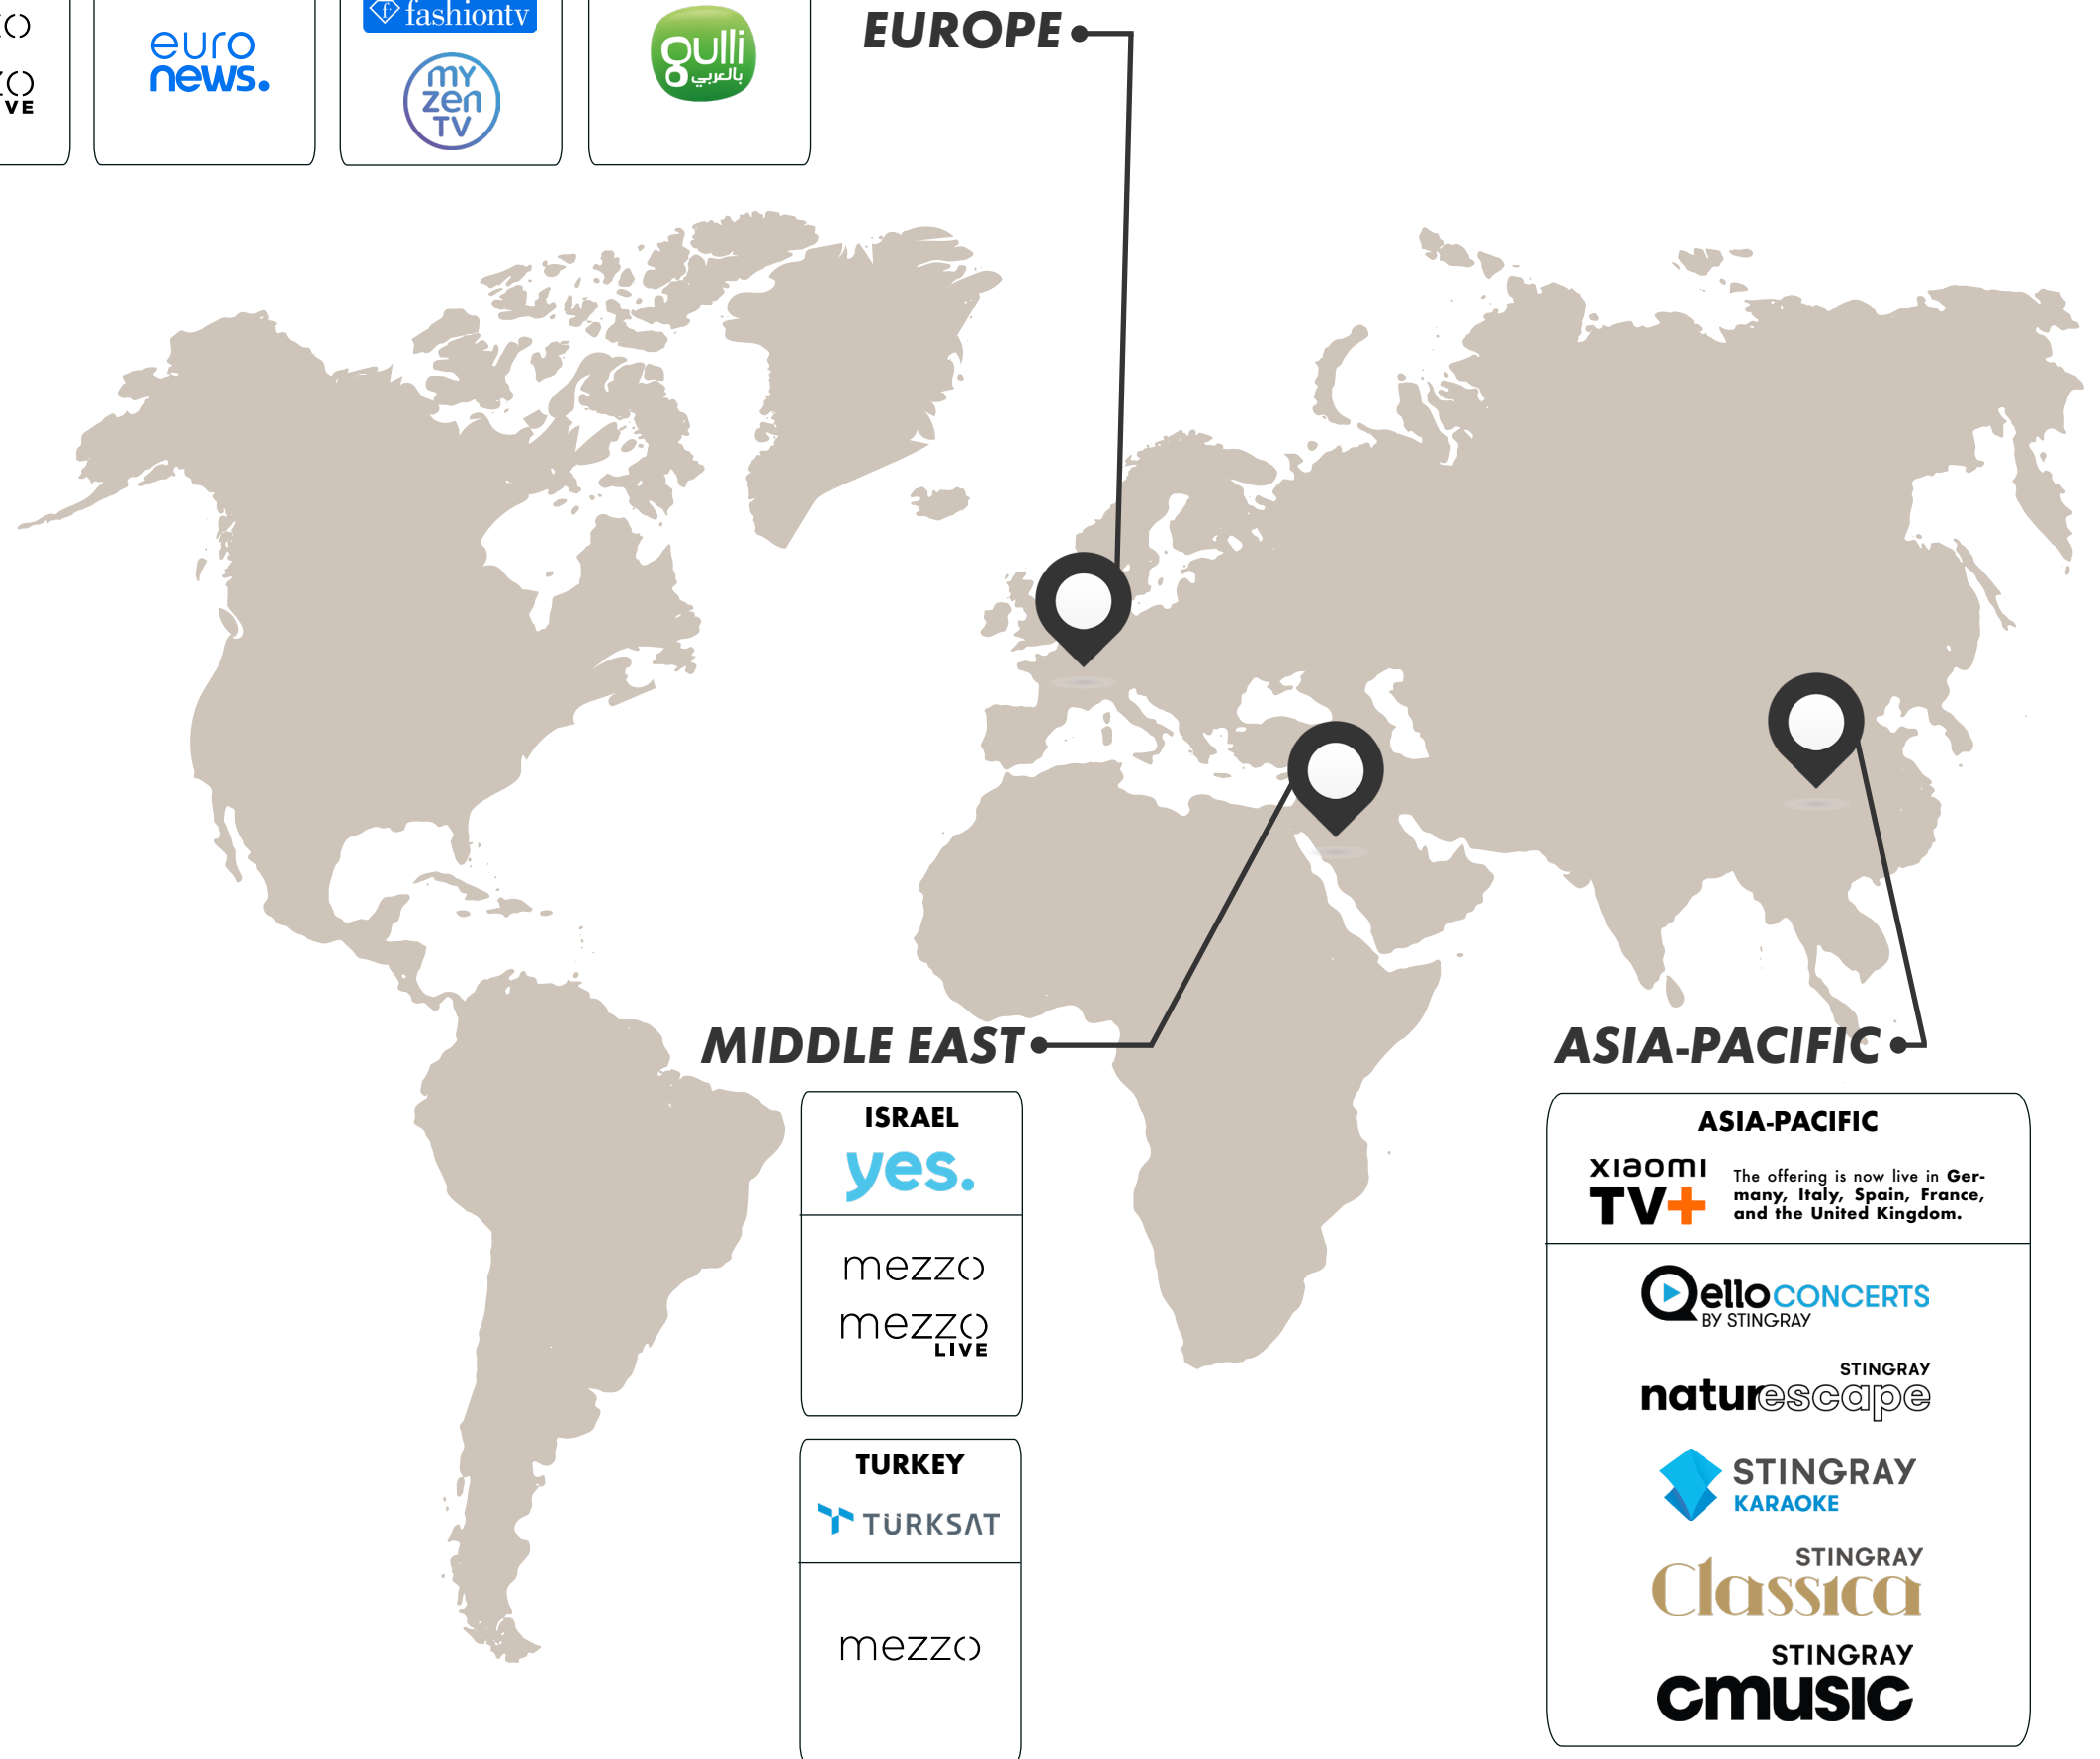 euro
news.
fashiontv
my
zen
TV
gulli
بالعربي
EUROPE
VE
MIDDLE EAST
ISRAEL
yes.
mezzo
mezzo
LIVE
TURKEY
TÜRKSAT
mezzo
ASIA-PACIFIC
ASIA-PACIFIC
xiaomi
TV+
The offering is now live in Ger-
many, Italy, Spain, France,
and the United Kingdom.
Qello CONCERTS
BY STINGRAY
STINGRAY
naturescape
STINGRAY
KARAOKE
STINGRAY
Classica
STINGRAY
cmusic